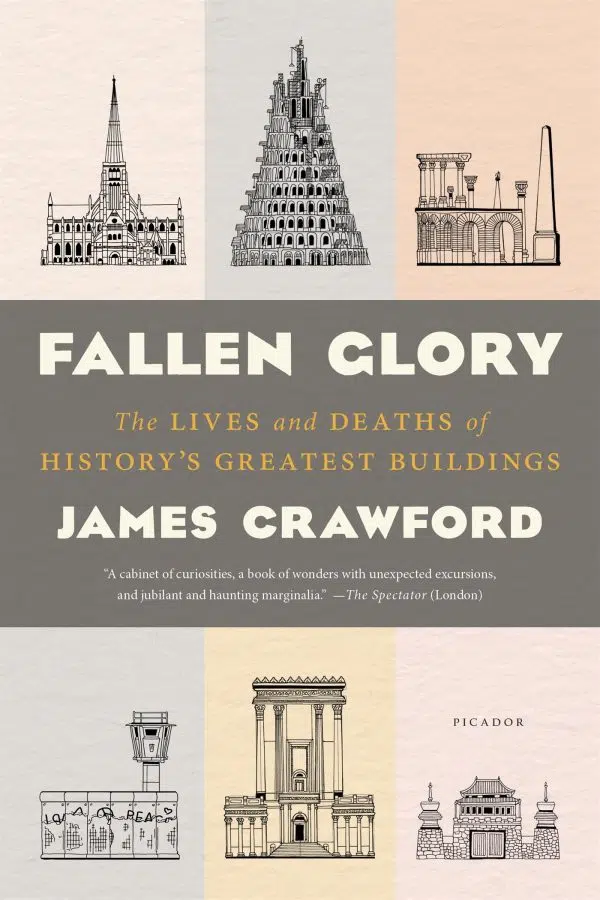 FALLEN GLORY
The LIVES and DEATHS of
HISTORY'S GREATEST BUILDINGS
JAMES CRAWFORD
“A cabinet of curiosities, a book of wonders with unexpected excursions,
and jubilant and haunting marginalia.” —The Spectator (London)
PICADOR